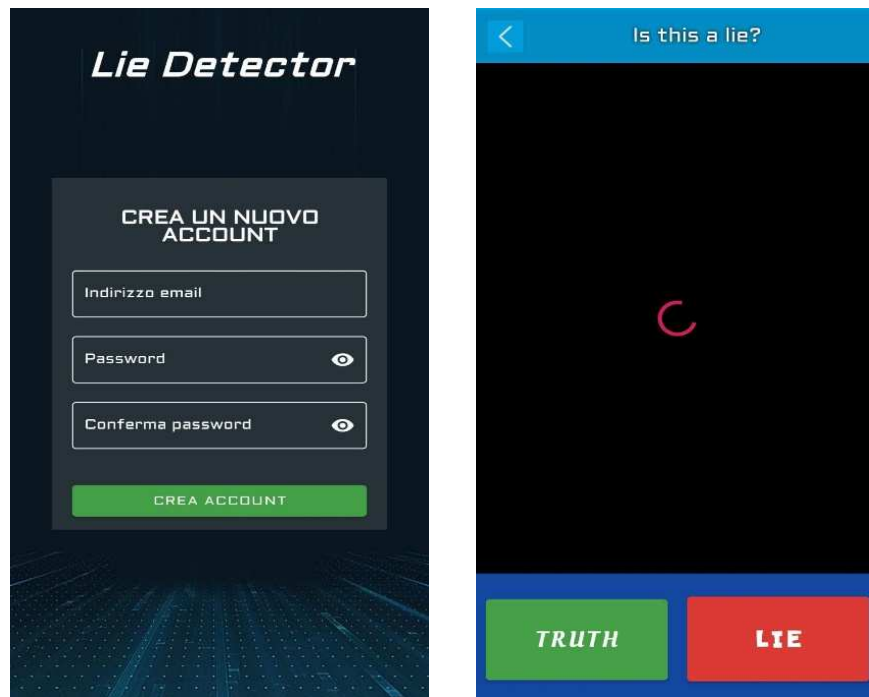 Lie Detector
CREA UN NUOVO
ACCOUNT
Indirizzo email
Password
Conferma password
CREA ACCOUNT
Is this a lie?
TRUTH
LIE